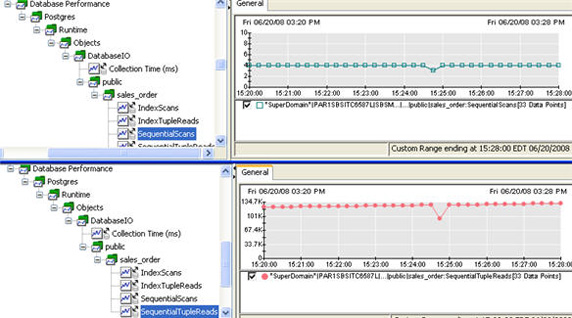 Database Performance
Postgres
Runtime
Objects
DatabaseIO
Collection Time (ms)
public
sales_order
IndexScans
IndexTupleReads
SequentialScans
SequentialTupleReads
General
Fri 06/20/08 03:20 PM
Fri 06/20/08 03:28 PM
10
8
6
4
2
0
15:20:00 15:21:00 15:22:00 15:23:00 15:24:00 15:25:00 15:26:00 15:27:00 15:28:00
*SuperDomain*|PAR1SBSITC6587L|SBSM...|...|public|sales_order:SequentialScans[33 Data Points]
Custom Range ending at 15:28:00 EDT 06/20/2008
Database Performance
Postgres
Runtime
Objects
DatabaseIO
Collection Time (ms)
public
sales_order
IndexScans
IndexTupleReads
SequentialScans
SequentialTupleReads
General
Fri 06/20/08 03:20 PM
Fri 06/20/08 03:28 PM
134.7K
101K
67.4K
33.7K
0
15:20:00 15:21:00 15:22:00 15:23:00 15:24:00 15:25:00 15:26:00 15:27:00 15:28:00
*SuperDomain*|PAR1SBSITC6587L|...|public|sales_order:SequentialTupleReads[33 Data Points]